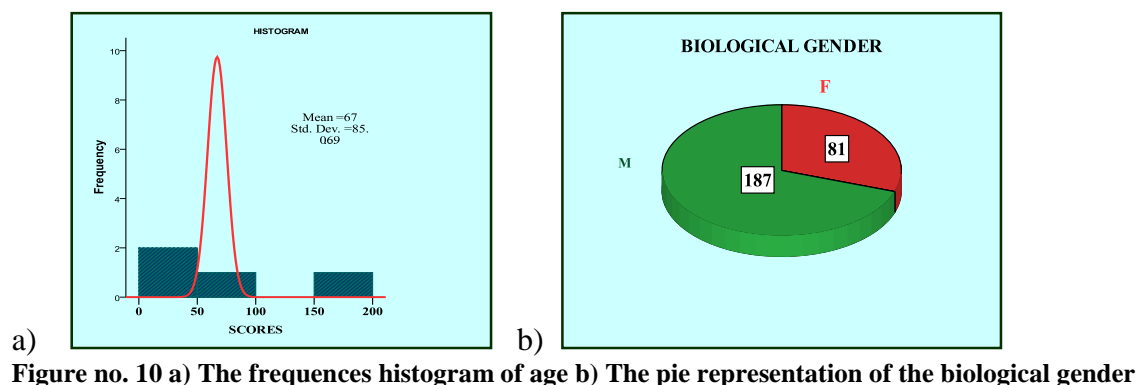 HISTOGRAM
10
8
6
4
2
0
Frequency
Mean =67
Std. Dev. =85.
069
0
50
100
150
200
SCORES
a)
BIOLOGICAL GENDER
F
81
M
187
b)
Figure no. 10 a) The frequences histogram of age b) The pie representation of the biological gender